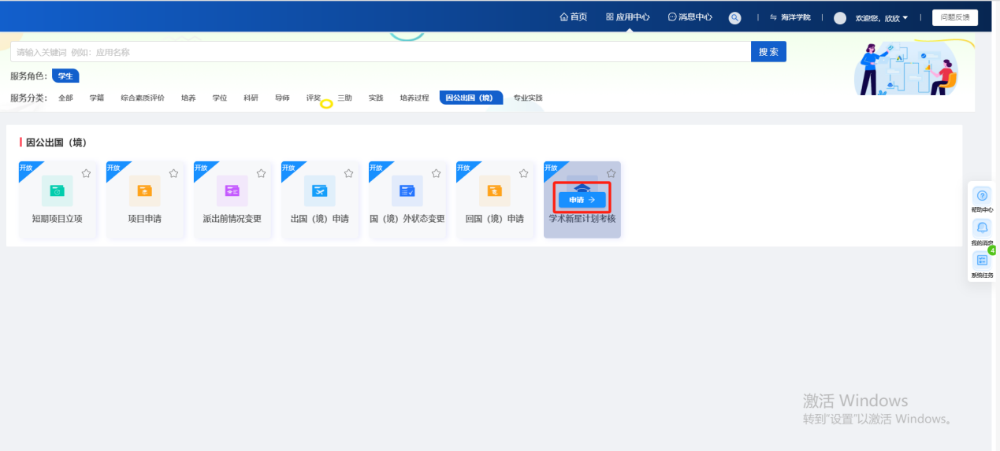 首页 应用中心 消息中心 海洋学院 欢迎您，欣欣 问题反馈
请输入关键词 例如：应用名称 搜 索
服务角色： 学生
服务分类： 全部 学籍 综合素质评价 培养 学位 科研 导师 评奖 三助 实践 培养过程 因公出国（境） 专业实践
因公出国（境）
开放 开放 开放 开放 开放 开放 开放
申请
短期项目立项 项目申请 派出前情况变更 出国（境）申请 国（境）外状态变更 回国（境）申请 学术新星计划考核
帮助中心
我的消息
4
系统任务
激活 Windows
转到"设置"以激活 Windows。